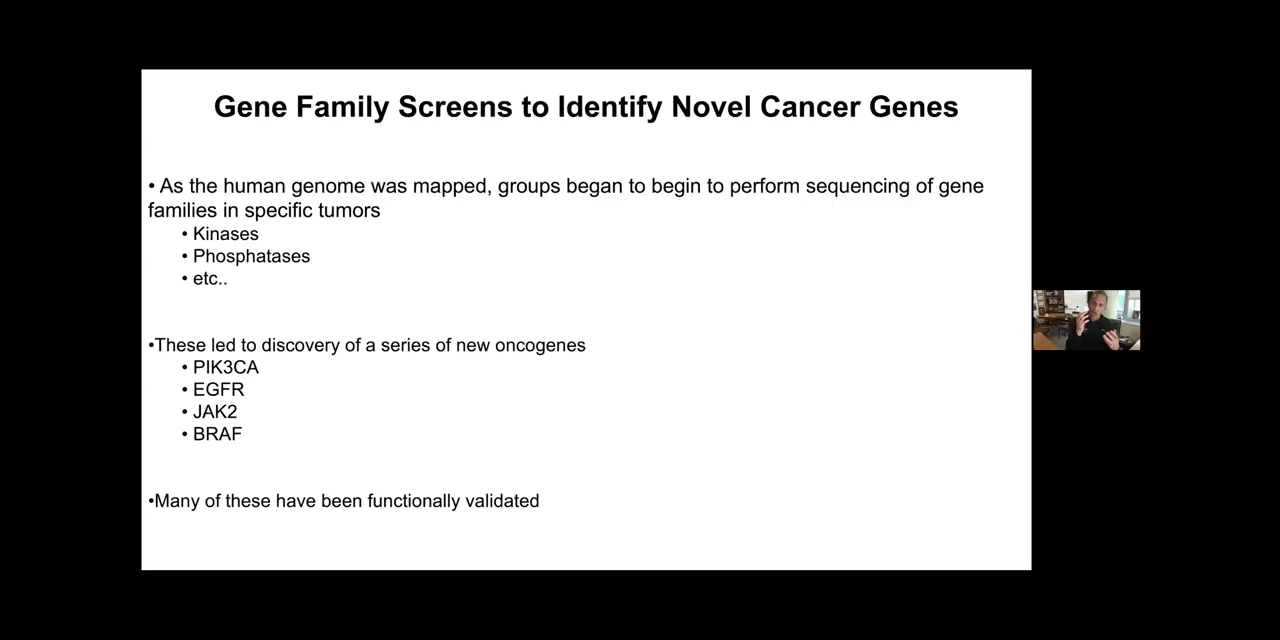 Gene Family Screens to Identify Novel Cancer Genes
• As the human genome was mapped, groups began to begin to perform sequencing of gene
families in specific tumors
• Kinases
• Phosphatases
• etc..
•These led to discovery of a series of new oncogenes
• PIK3CA
• EGFR
• JAK2
• BRAF
•Many of these have been functionally validated